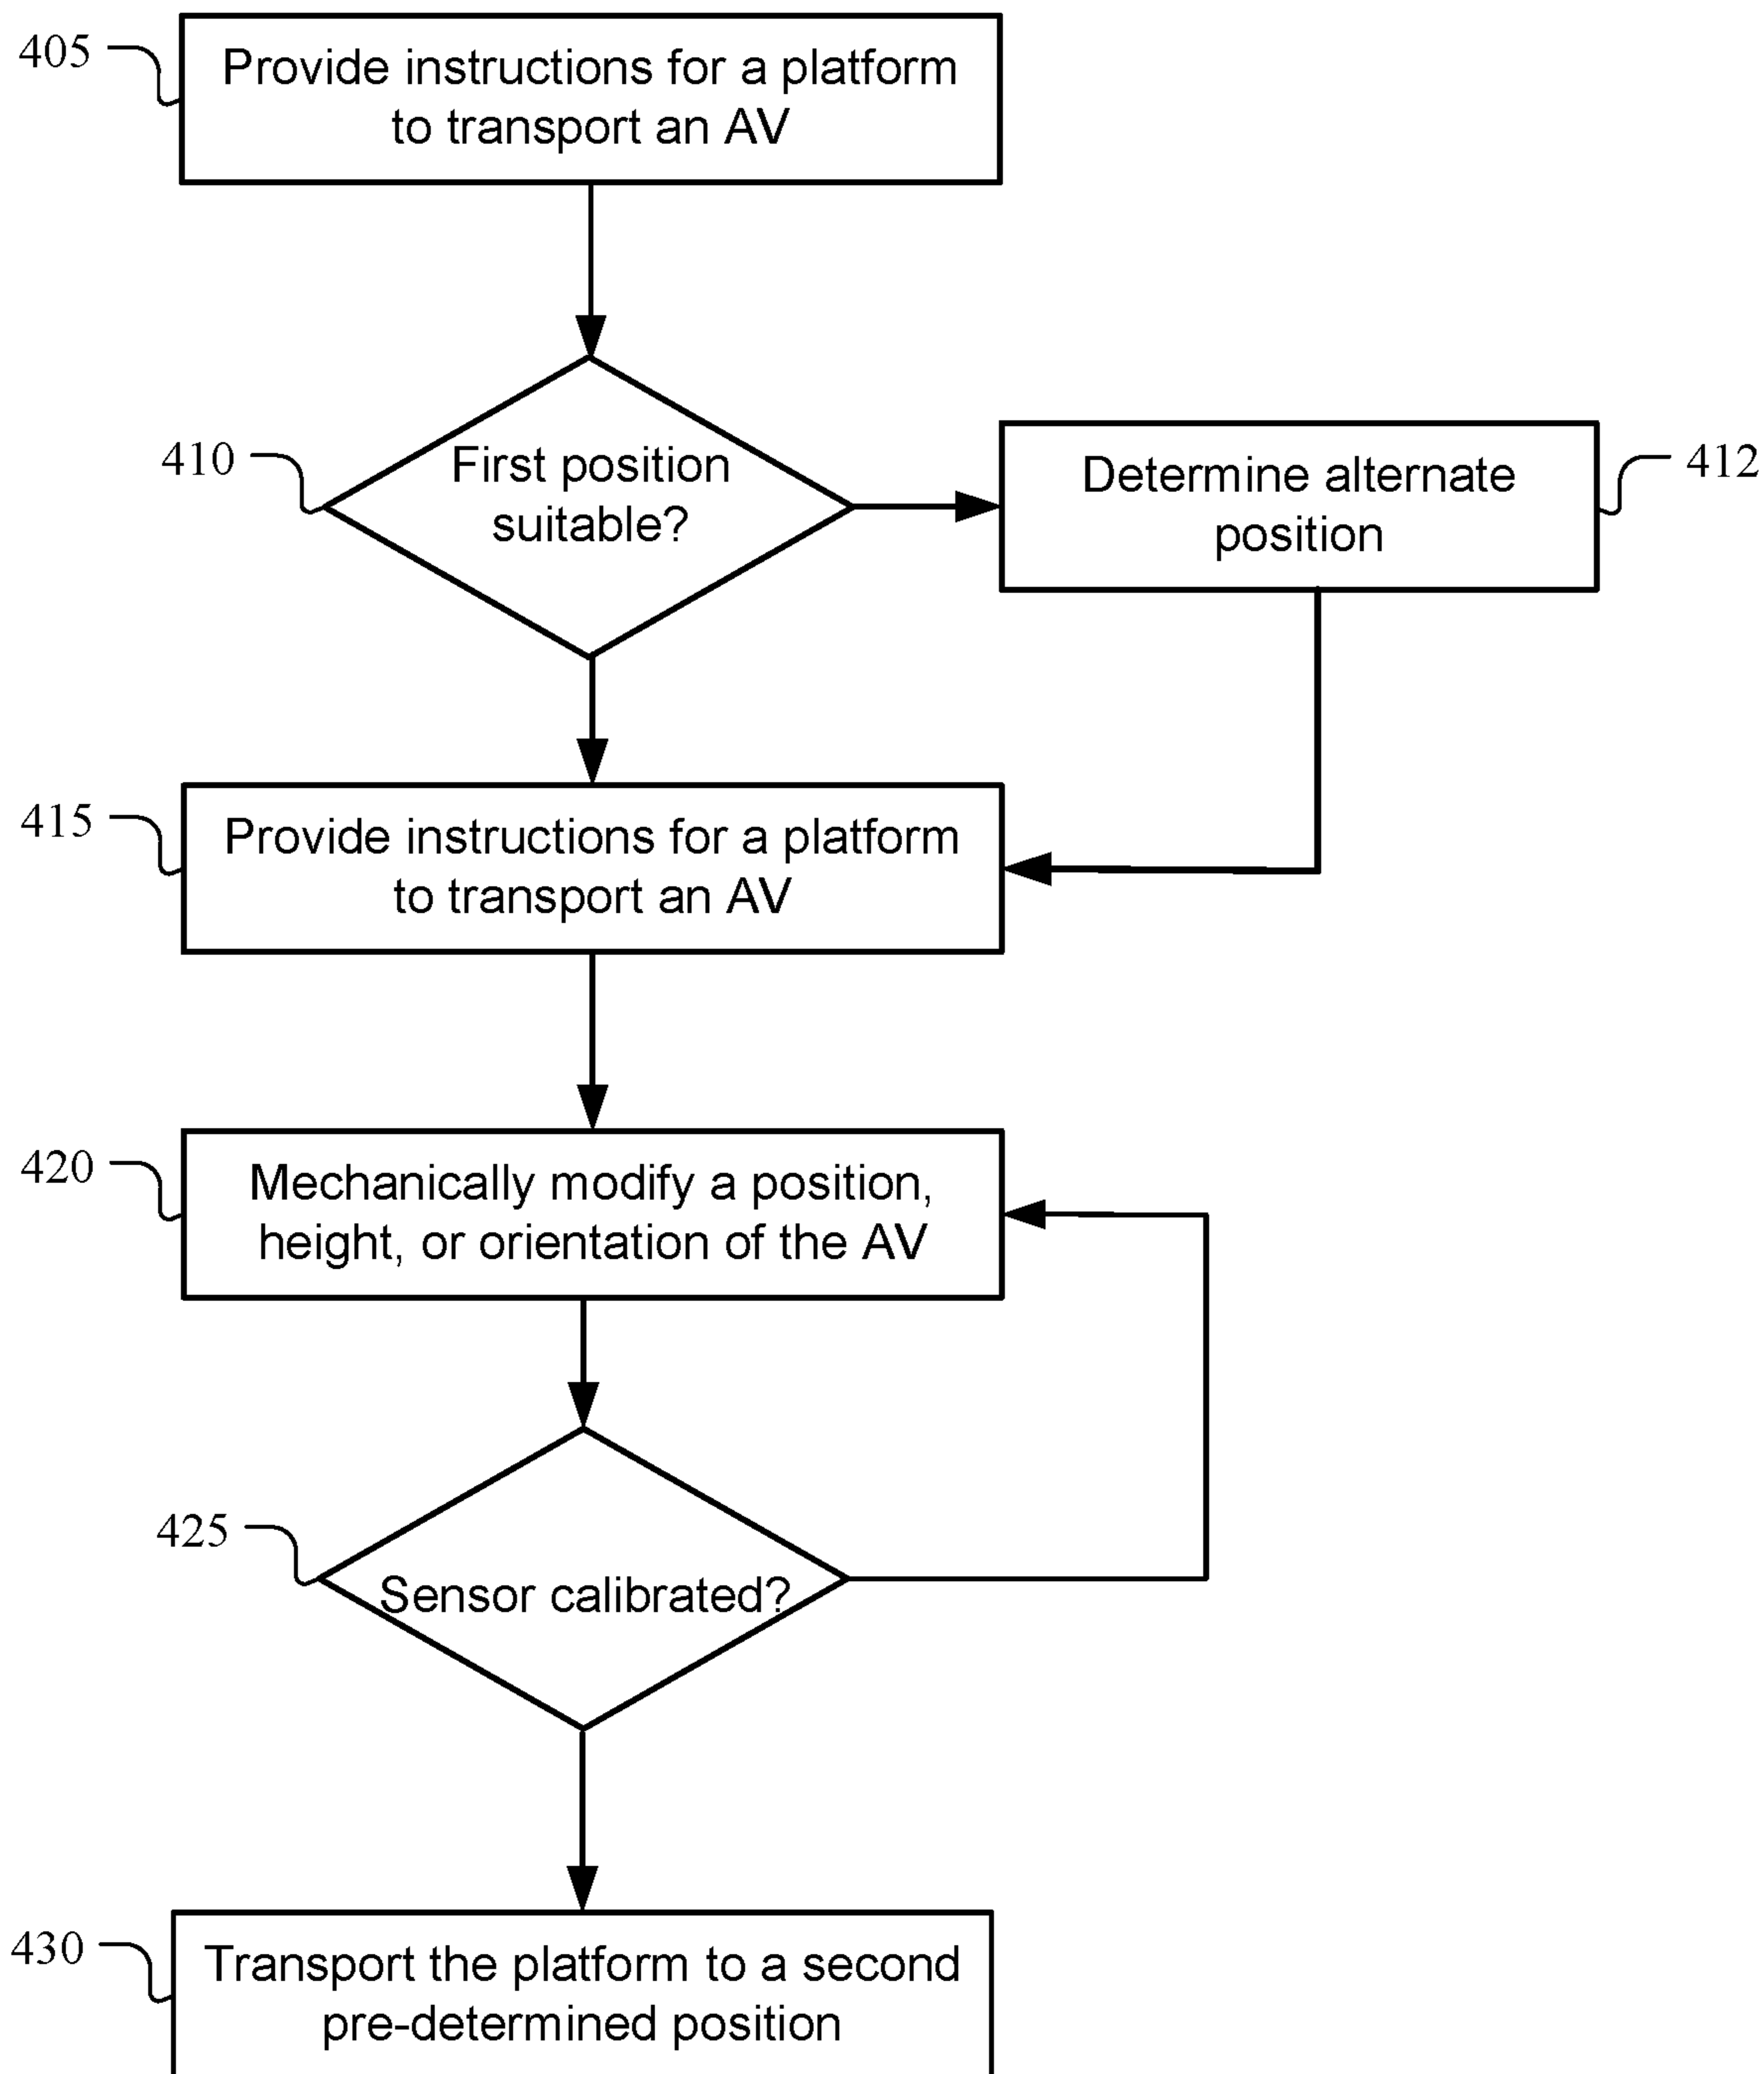 405
Provide instructions for a platform
to transport an AV
410
First position
suitable?
Determine alternate
position
412
415
Provide instructions for a platform
to transport an AV
420
Mechanically modify a position,
height, or orientation of the AV
425
Sensor calibrated?
430
Transport the platform to a second
pre-determined position